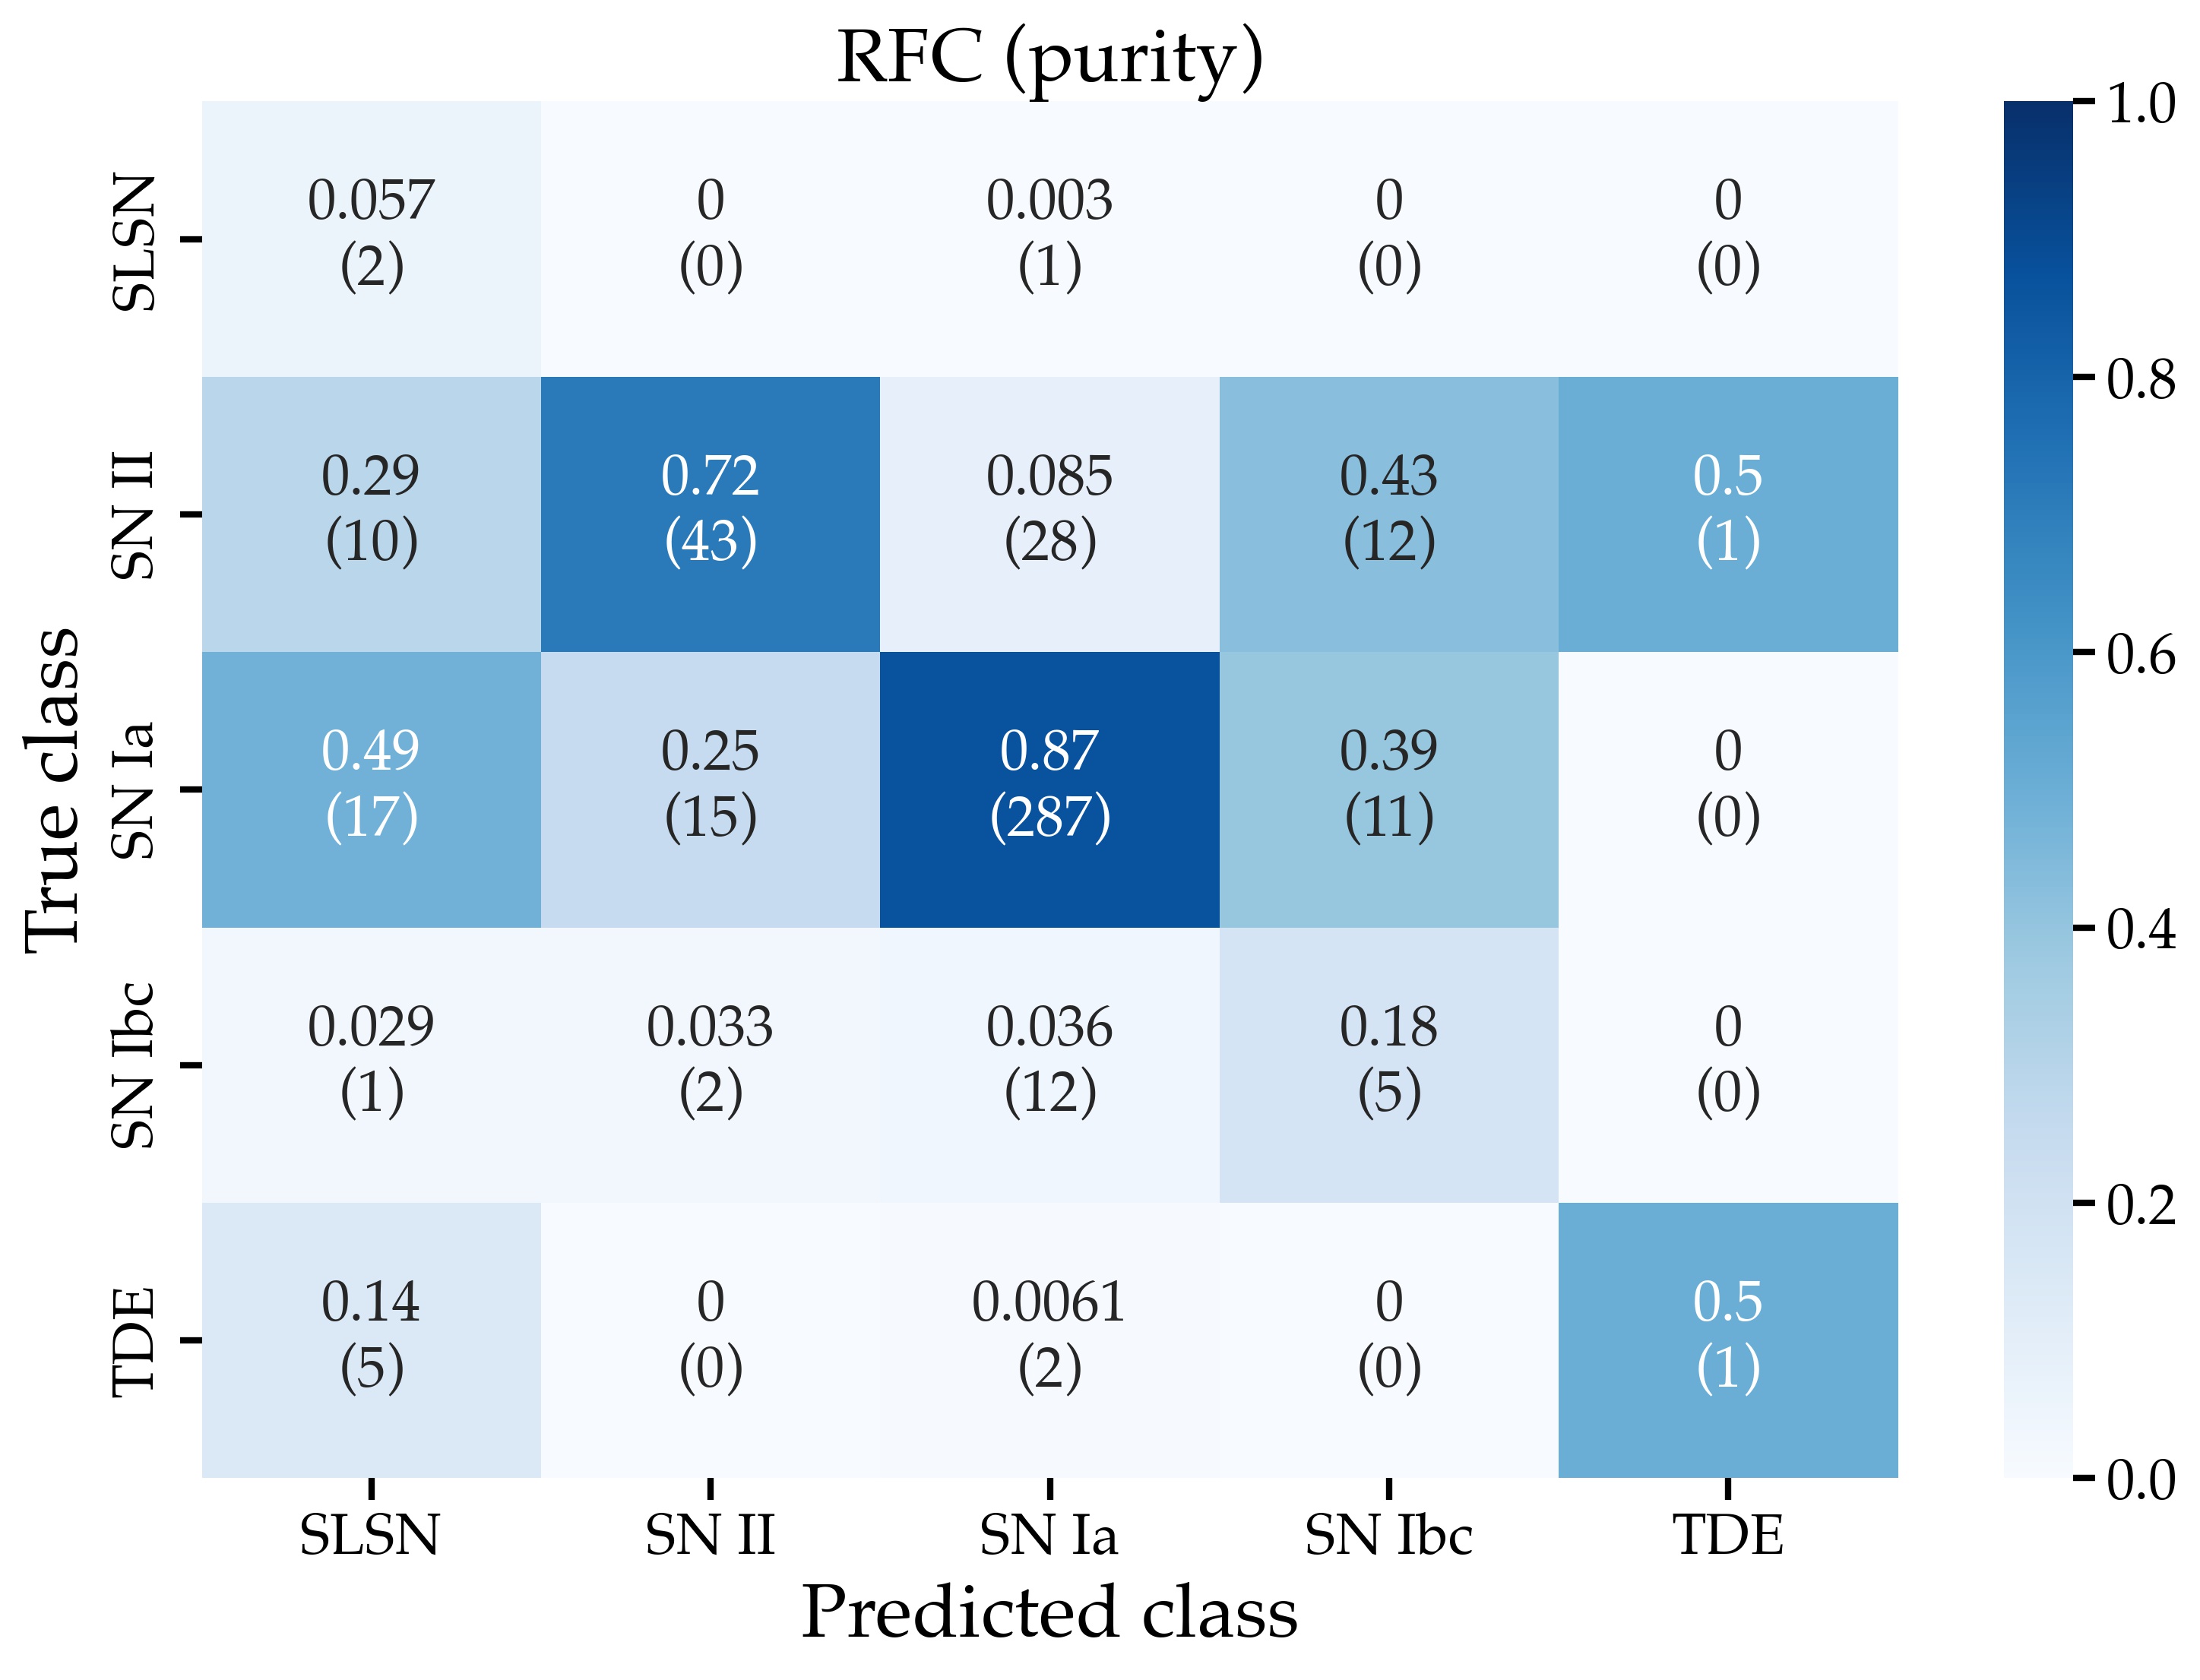 RFC (purity)
1.0
0.8
0.6
0.4
0.2
0.0
True class
SLSN
0.057 0 0.003 0 0
(2) (0) (1) (0) (0)
SN II
0.29 0.72 0.085 0.43 0.5
(10) (43) (28) (12) (1)
SN Ia
0.49 0.25 0.87 0.39 0
(17) (15) (287) (11) (0)
SN Ibc
0.029 0.033 0.036 0.18 0
(1) (2) (12) (5) (0)
TDE
0.14 0 0.0061 0 0.5
(5) (0) (2) (0) (1)
SLSN SN II SN Ia SN Ibc TDE
Predicted class